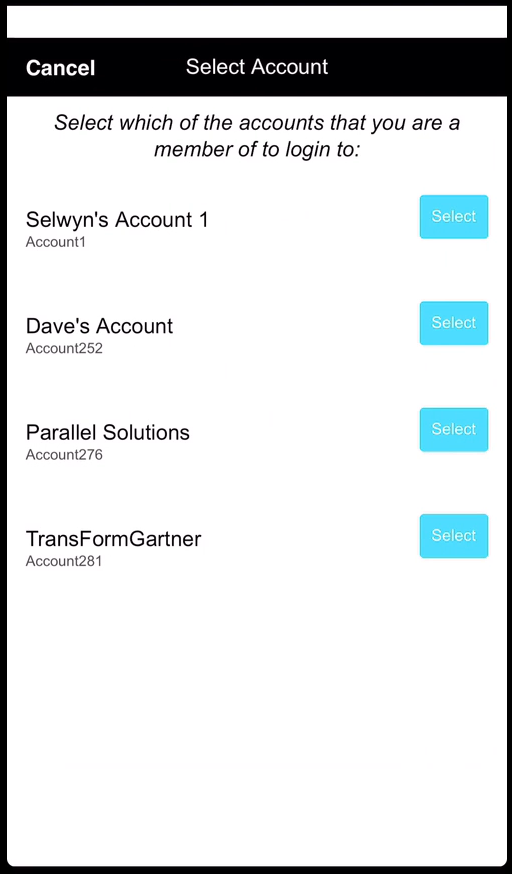 Cancel Select Account
Select which of the accounts that you are a
member of to login to:
Selwyn's Account 1
Account1
Select
Dave's Account
Account252
Select
Parallel Solutions
Account276
Select
TransFormGartner
Account281
Select